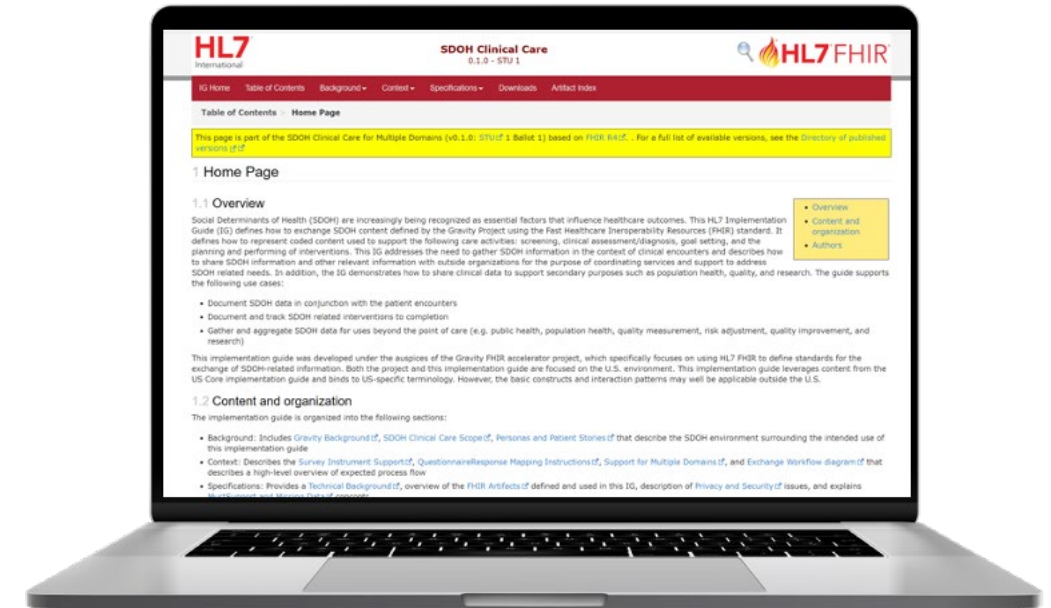 HL7
International
SDOH Clinical Care
0.1.0 - STU 1
HL7 FHIR
IG Home Table of Contents Background Context Specifications Downloads Artifact Index
Table of Contents > Home Page
This page is part of the SDOH Clinical Care for Multiple Domains (v0.1.0: STU 1 Ballot 1) based on FHIR R4. . For a full list of available versions, see the Directory of published
versions
1 Home Page
1.1 Overview
• Overview
• Content and
organization
• Authors
Social Determinants of Health (SDOH) are increasingly being recognized as essential factors that influence healthcare outcomes. This HL7 Implementation
Guide (IG) defines how to exchange SDOH content defined by the Gravity Project using the Fast Healthcare Ineroperability Resources (FHIR) standard. It
defines how to represent coded content used to support the following care activities: screening, clinical assessment/diagnosis, goal setting, and the
planning and performing of interventions. This IG addresses the need to gather SDOH information in the context of clinical encounters and describes how
to share SDOH information and other relevant information with outside organizations for the purpose of coordinating services and support to address
SDOH related needs. In addition, the IG demonstrates how to share clinical data to support secondary purposes such as population health, quality, and research. The guide supports
the following use cases:
• Document SDOH data in conjunction with the patient encounters
• Document and track SDOH related interventions to completion
• Gather and aggregate SDOH data for uses beyond the point of care (e.g. public health, population health, quality measurement, risk adjustment, quality improvement, and
research)
This implementation guide was developed under the auspices of the Gravity FHIR accelerator project, which specifically focuses on using HL7 FHIR to define standards for the
exchange of SDOH-related information. Both the project and this implementation guide are focused on the U.S. environment. This implementation guide leverages content from the
US Core implementation guide and binds to US-specific terminology. However, the basic constructs and interaction patterns may well be applicable outside the U.S.
1.2 Content and organization
The implementation guide is organized into the following sections:
• Background: Includes Gravity Background, SDOH Clinical Care Scope, Personas and Patient Stories that describe the SDOH environment surrounding the intended use of
this implementation guide
• Context: Describes the Survey Instrument Support, QuestionnaireResponse Mapping Instructions, Support for Multiple Domains, and Exchange Workflow diagram that
describes a high-level overview of expected process flow
• Specifications: Provides a Technical Background, overview of the FHIR Artifacts defined and used in this IG, description of Privacy and Security issues, and explains
MustSupport and Missing Data concepts